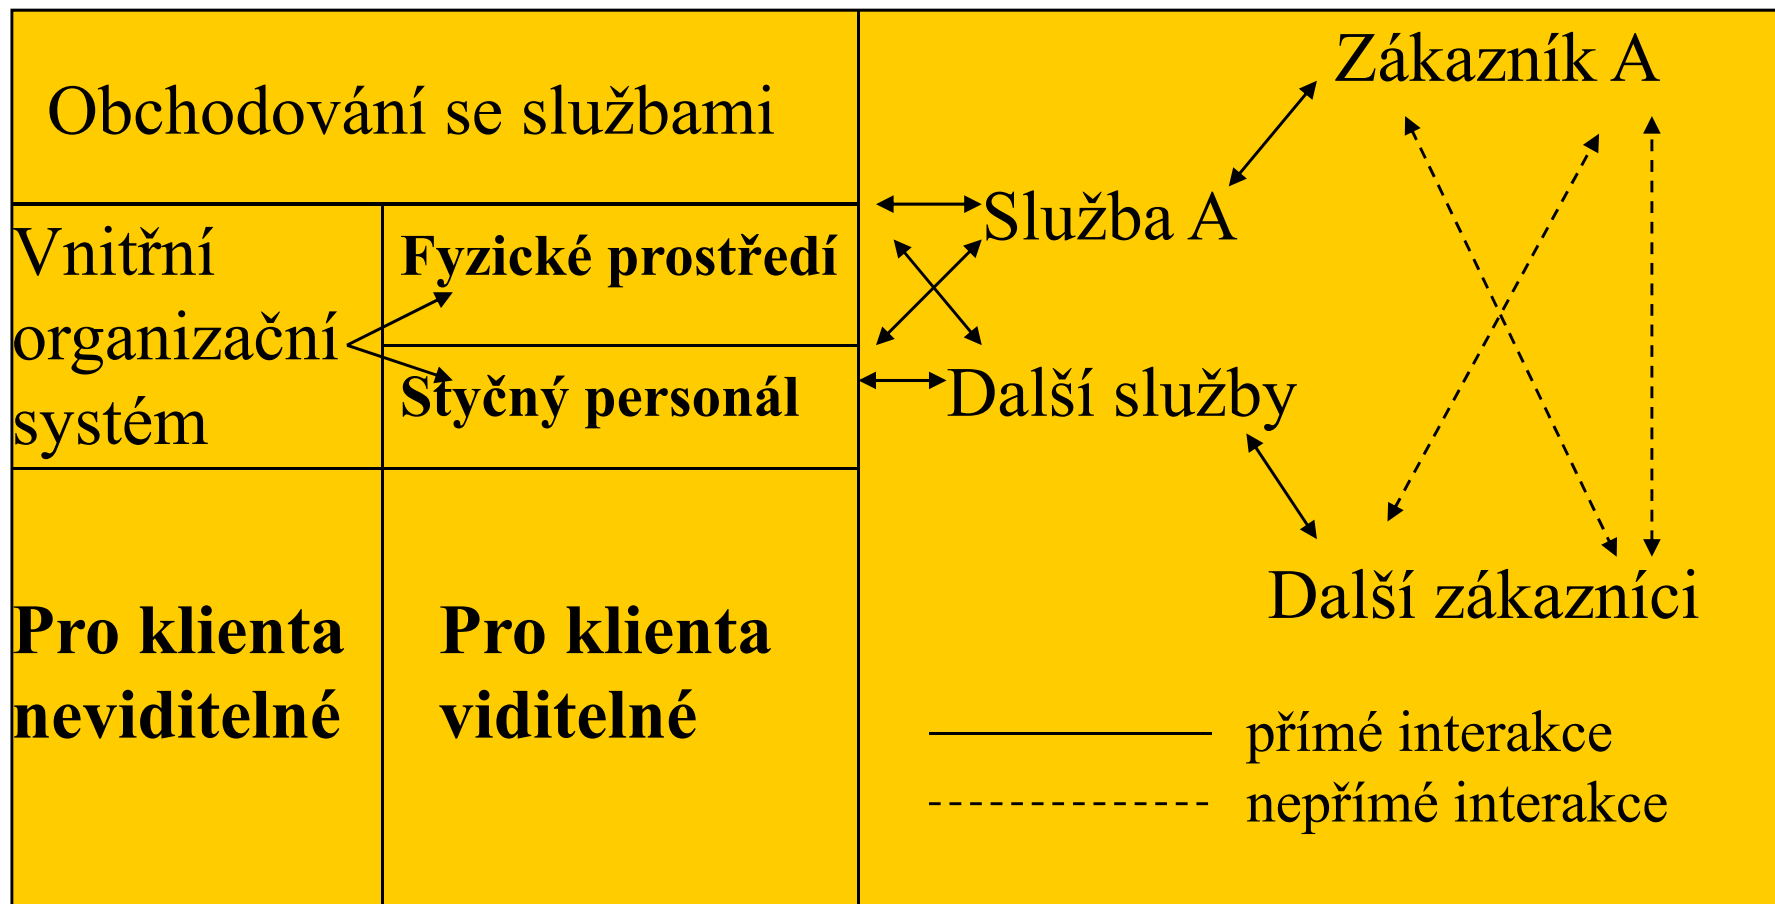 Obchodování se službami
Vnitřní
organizační
systém
Fyzické prostředí
Styčný personál
Pro klienta
neviditelné
Pro klienta
viditelné
Zákazník A
Služba A
Další služby
Další zákazníci
přímé interakce
nepřímé interakce